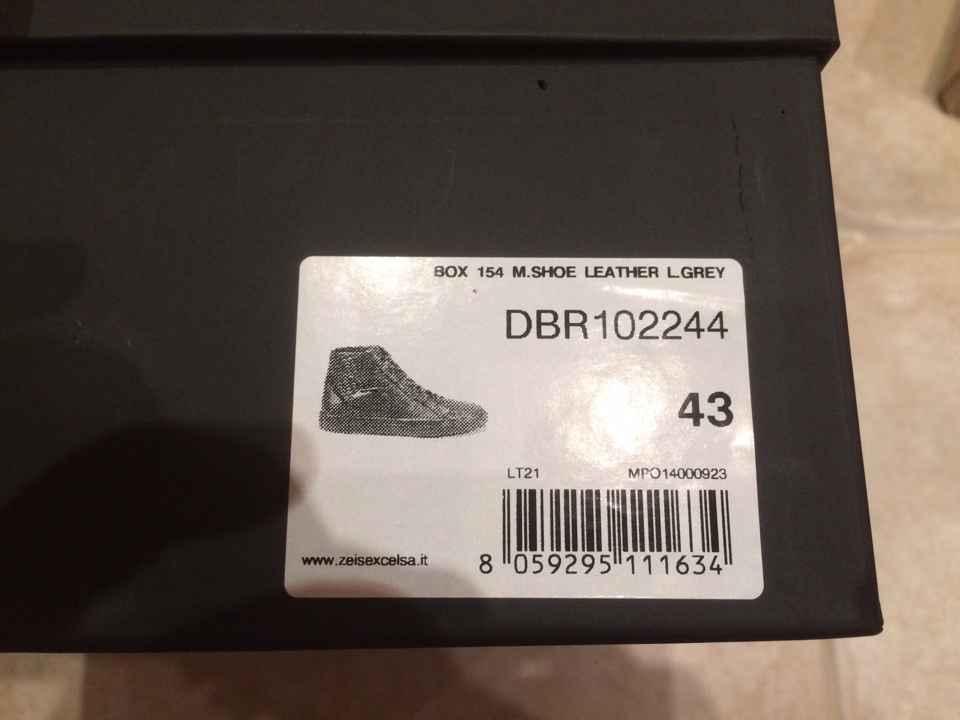 BOX 154 M.SHOE LEATHER L.GREY
DBR102244
43
LT21 MPO14000923
www.zeisexcelsa.it
8 059295 111634